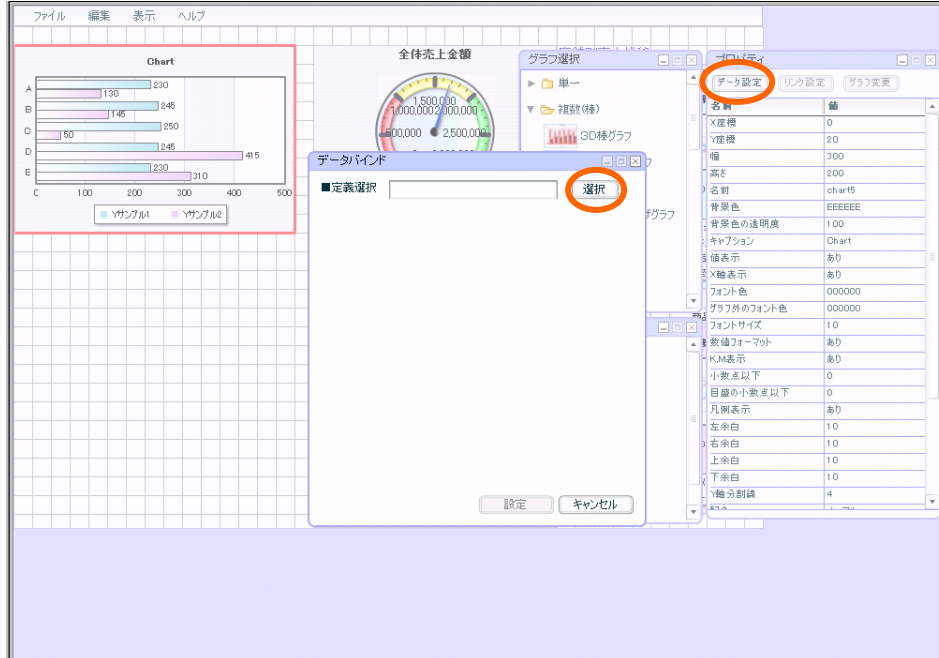 ファイル 編集 表示 ヘルプ
Chart
A 230
130
B 245
145
C 250
50
D 245
415
E 230
310
0 100 200 300 400 500
Yサンプル1 Yサンプル2
全体売上金額
1,500,000
1,000,000 2,000,000
500,000 2,500,000
グラフ選択
単一
複数(棒)
3D棒グラフ
データバインド
■定義選択 選択
設定 キャンセル
プロパティ
データ設定 リンク設定 グラフ変更
名前 値
X座標 0
Y座標 20
幅 300
高さ 200
名前 chart5
背景色 EEEEEE
背景色の透明度 100
キャプション Chart
値表示 あり
X軸表示 あり
フォント色 000000
グラフ外のフォント色 000000
フォントサイズ 10
数値フォーマット あり
K,M表示 あり
小数点以下 0
目盛の小数点以下 0
凡例表示 あり
左余白 10
右余白 10
上余白 10
下余白 10
Y軸分割線 4